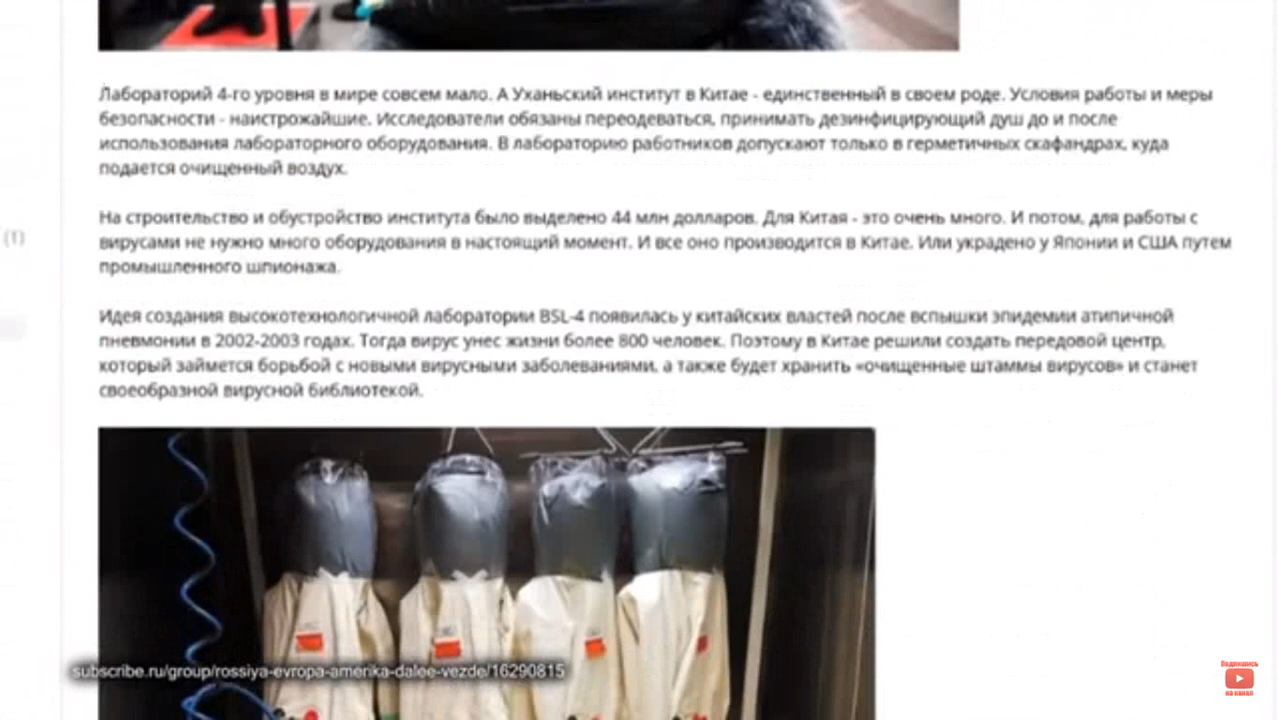 Лабораторий 4-го уровня в мире совсем мало. А Уханьский институт в Китае - единственный в своем роде. Условия работы и меры
безопасности - наистрожайшие. Исследователи обязаны переодеваться, принимать дезинфицирующий душ до и после
использования лабораторного оборудования. В лабораторию работников допускают только в герметичных скафандрах, куда
подается очищенный воздух.
(1)
На строительство и обустройство института было выделено 44 млн долларов. Для Китая - это очень много. И потом, для работы с
вирусами не нужно много оборудования в настоящий момент. И все оно производится в Китае. Или украдено у Японии и США путем
промышленного шпионажа.
Идея создания высокотехнологичной лаборатории BSL-4 появилась у китайских властей после вспышки эпидемии атипичной
пневмонии в 2002-2003 годах. Тогда вирус унес жизни более 800 человек. Поэтому в Китае решили создать передовой центр,
который займется борьбой с новыми вирусными заболеваниями, а также будет хранить «очищенные штаммы вирусов» и станет
своеобразной вирусной библиотекой.
subscribe.ru/group/rossiya-evropa-amerika-dalee-vezde/16290815
Подпишись
на канал